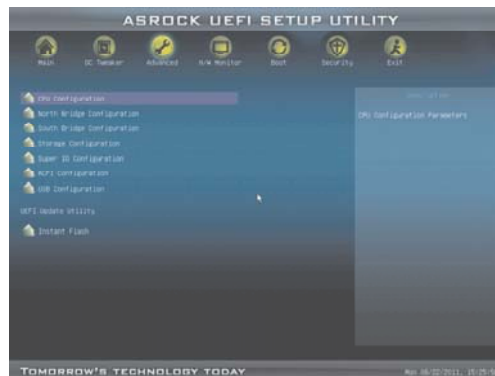 ASROCK UEFI SETUP UTILITY
Main OC Tweaker Advanced H/W Monitor Boot Security Exit
CPU Configuration
North Bridge Configuration
South Bridge Configuration
Storage Configuration
Super IO Configuration
ACPI Configuration
USB Configuration
UEFI Update Utility
Instant Flash
Description
CPU Configuration Parameters
TOMORROW'S TECHNOLOGY TODAY